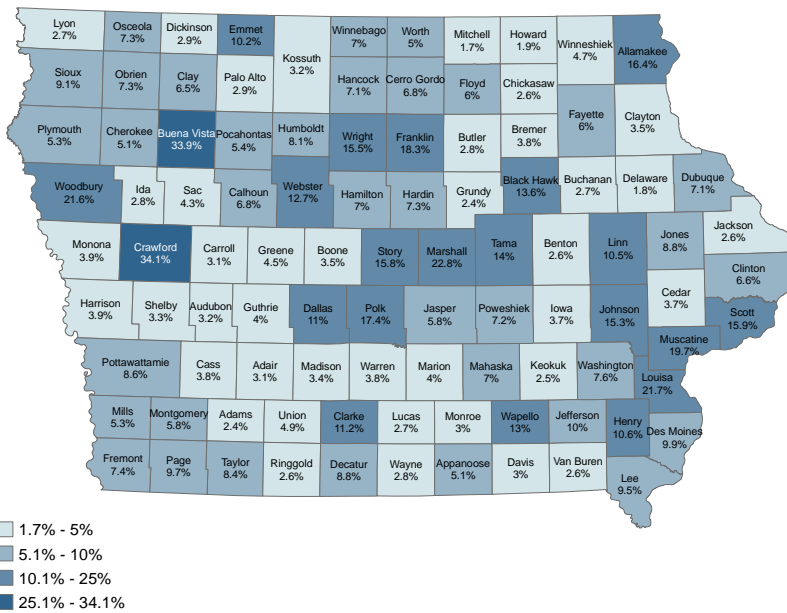 Lyon
2.7%
Osceola
7.3%
Dickinson
2.9%
Emmet
10.2%
Kossuth
3.2%
Winnebago
7%
Worth
5%
Mitchell
1.7%
Howard
1.9%
Winneshiek
4.7%
Allamakee
16.4%
Sioux
9.1%
Obrien
7.3%
Clay
6.5%
Palo Alto
2.9%
Hancock
7.1%
Cerro Gordo
6.8%
Floyd
6%
Chickasaw
2.6%
Fayette
6%
Clayton
3.5%
Plymouth
5.3%
Cherokee
5.1%
Buena Vista
33.9%
Pocahontas
5.4%
Humboldt
8.1%
Wright
15.5%
Franklin
18.3%
Butler
2.8%
Bremer
3.8%
Woodbury
21.6%
Ida
2.8%
Sac
4.3%
Calhoun
6.8%
Webster
12.7%
Hamilton
7%
Hardin
7.3%
Grundy
2.4%
Black Hawk
13.6%
Buchanan
2.7%
Delaware
1.8%
Dubuque
7.1%
Monona
3.9%
Crawford
34.1%
Carroll
3.1%
Greene
4.5%
Boone
3.5%
Story
15.8%
Marshall
22.8%
Tama
14%
Benton
2.6%
Linn
10.5%
Jones
8.8%
Jackson
2.6%
Clinton
6.6%
Harrison
3.9%
Shelby
3.3%
Audubon
3.2%
Guthrie
4%
Dallas
11%
Polk
17.4%
Jasper
5.8%
Poweshiek
7.2%
Iowa
3.7%
Johnson
15.3%
Cedar
3.7%
Scott
15.9%
Muscatine
19.7%
Pottawattamie
8.6%
Cass
3.8%
Adair
3.1%
Madison
3.4%
Warren
3.8%
Marion
4%
Mahaska
7%
Keokuk
2.5%
Washington
7.6%
Louisa
21.7%
Mills
5.3%
Montgomery
5.8%
Adams
2.4%
Union
4.9%
Clarke
11.2%
Lucas
2.7%
Monroe
3%
Wapello
13%
Jefferson
10%
Henry
10.6%
Des Moines
9.9%
Fremont
7.4%
Page
9.7%
Taylor
8.4%
Ringgold
2.6%
Decatur
8.8%
Wayne
2.8%
Appanoose
5.1%
Davis
3%
Van Buren
2.6%
Lee
9.5%
1.7% - 5%
5.1% - 10%
10.1% - 25%
25.1% - 34.1%